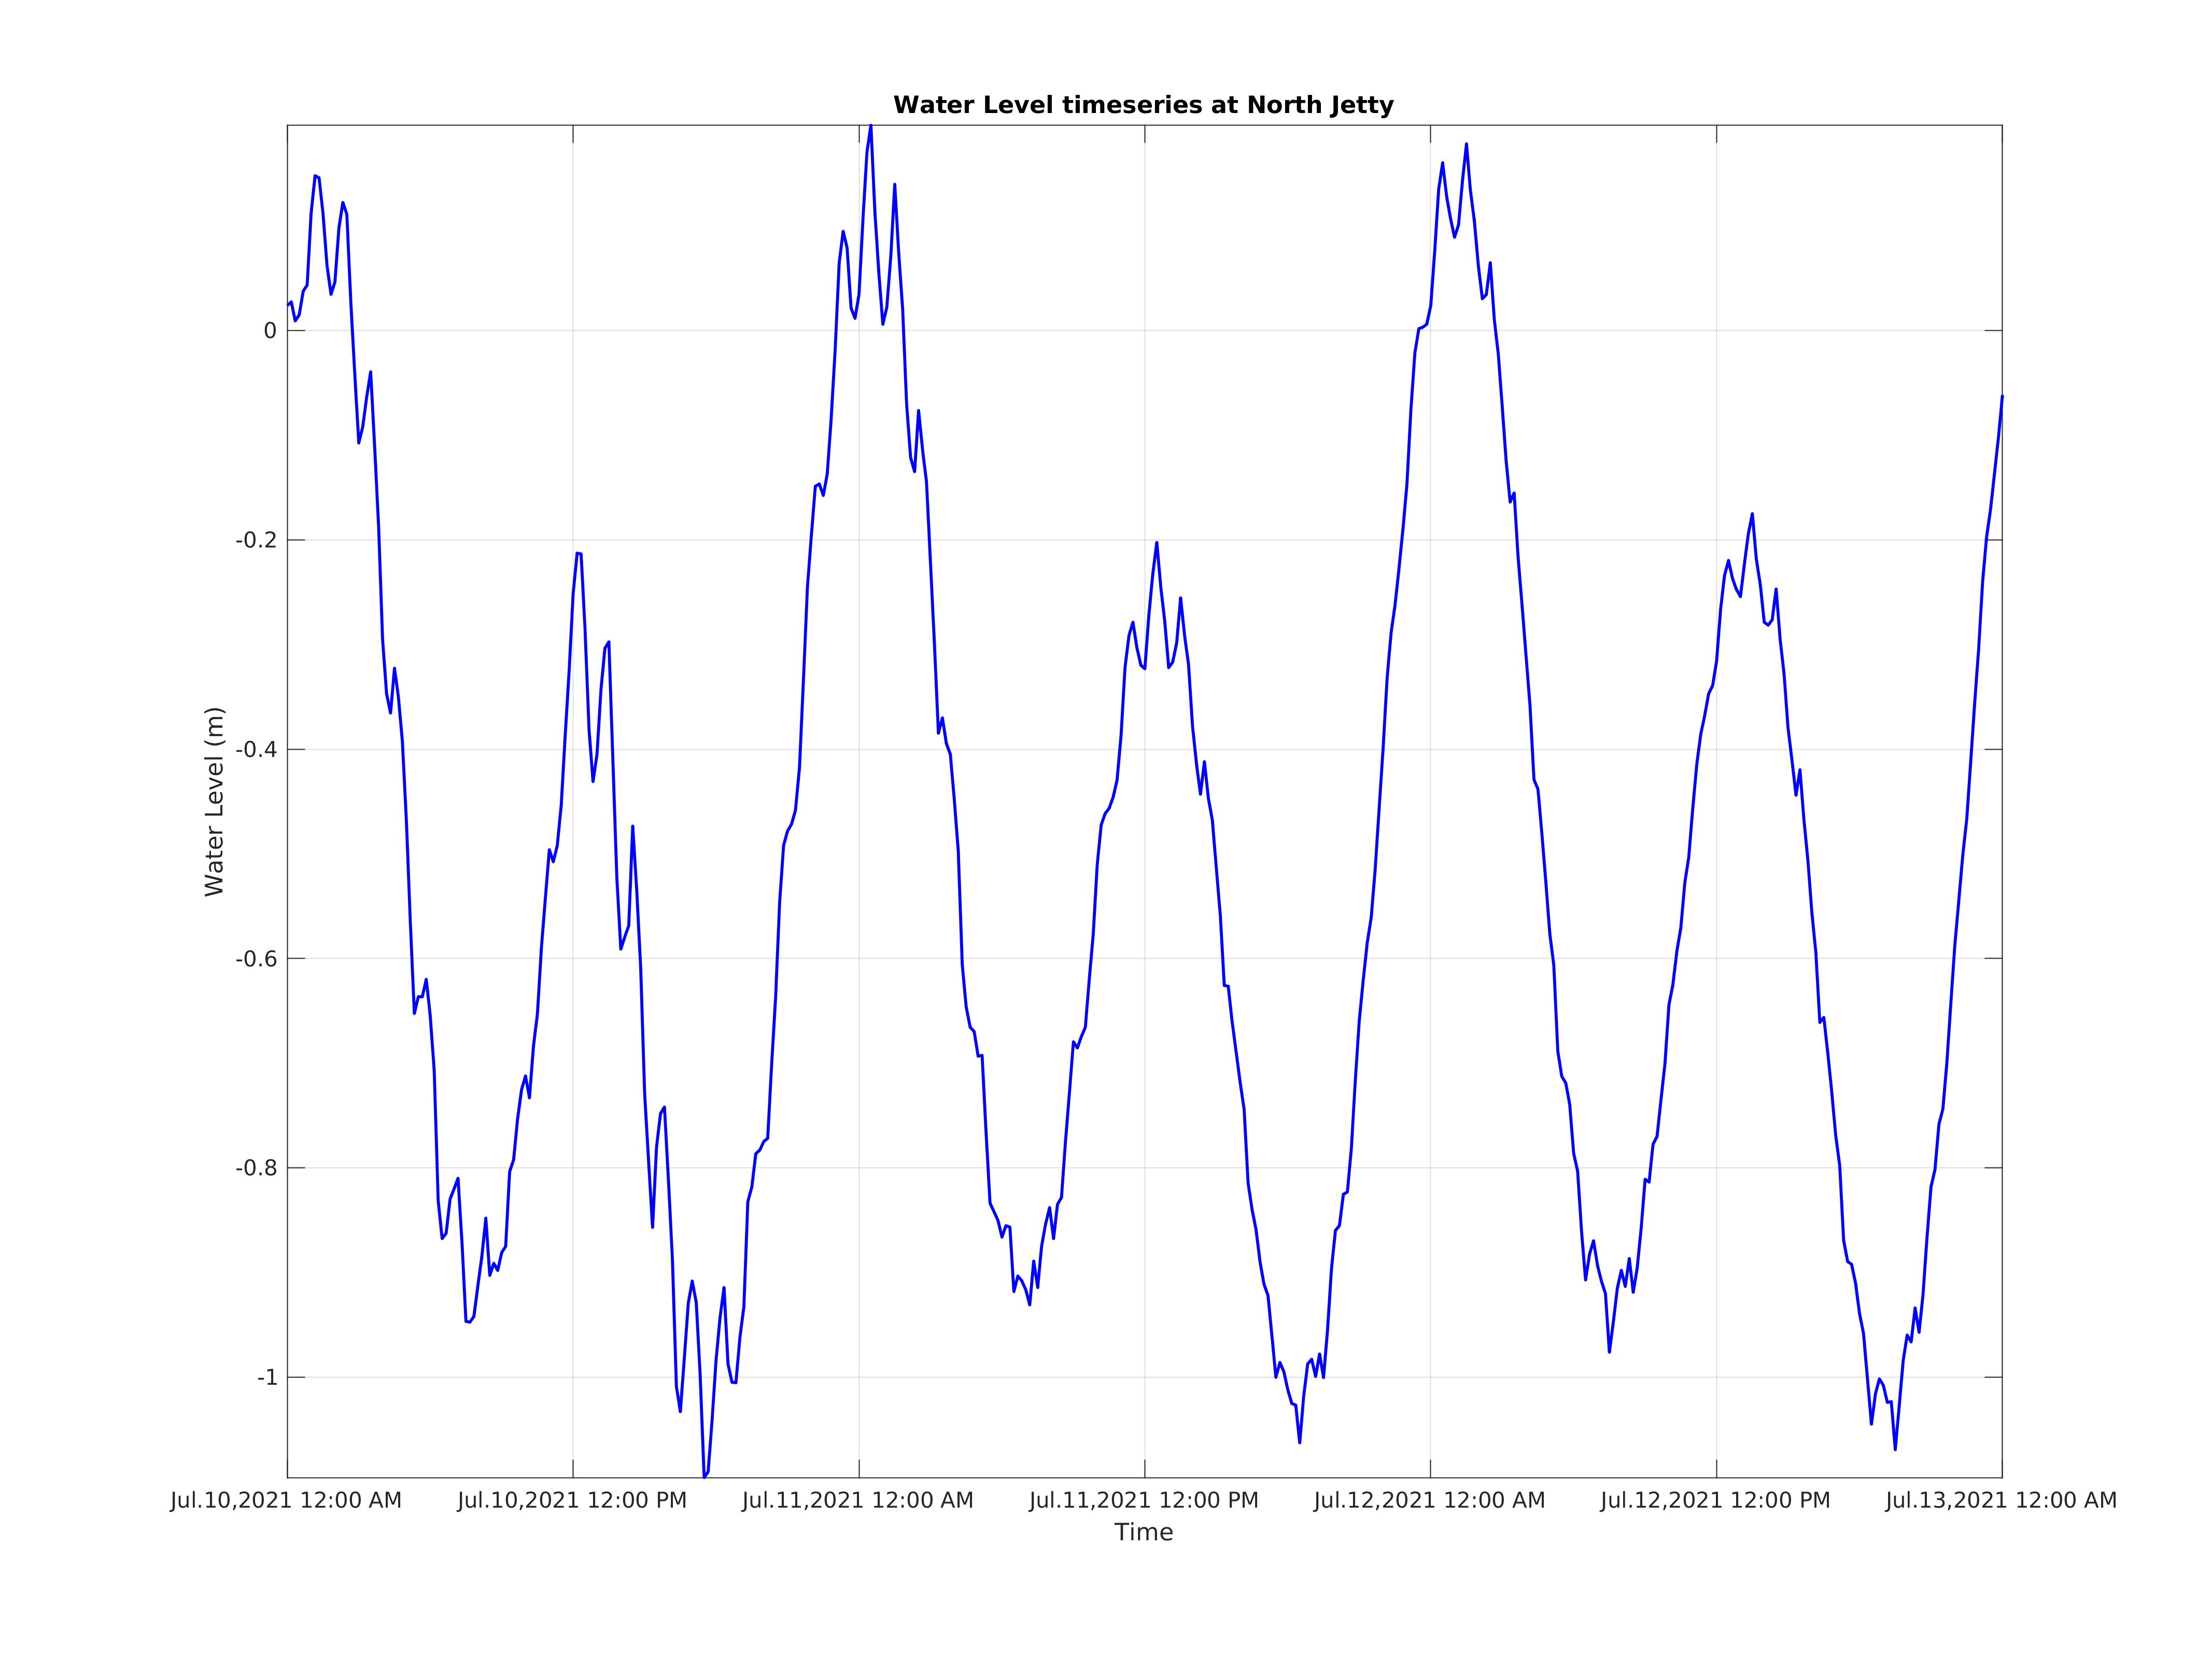 Water Level timeseries at North Jetty
0
-0.2
-0.4
-0.6
-0.8
-1
Water Level (m)
Jul.10,2021 12:00 AM Jul.10,2021 12:00 PM Jul.11,2021 12:00 AM Jul.11,2021 12:00 PM Jul.12,2021 12:00 AM Jul.12,2021 12:00 PM Jul.13,2021 12:00 AM
Time